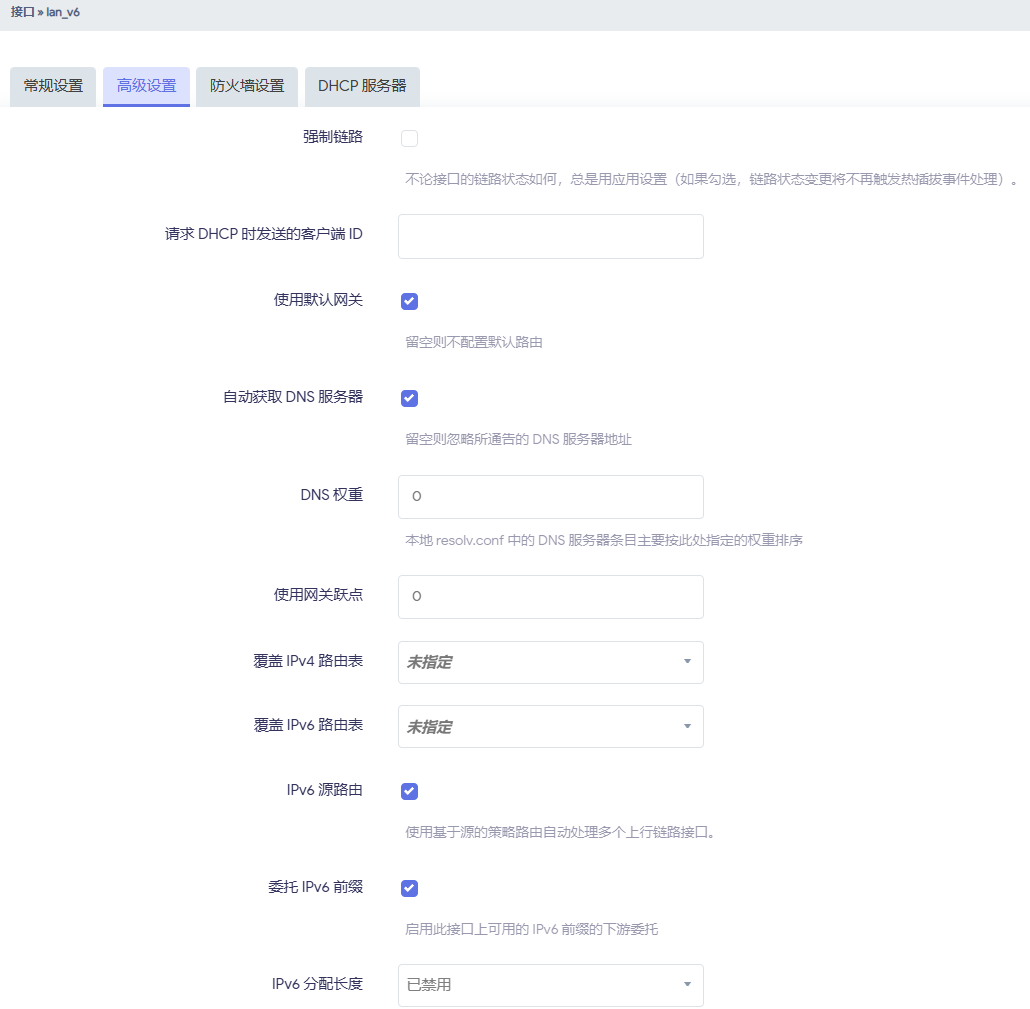 接口 » lan_v6
常规设置 高级设置 防火墙设置 DHCP 服务器
强制链路
不论接口的链路状态如何，总是用应用设置（如果勾选，链路状态变更将不再触发热插拔事件处理）。
请求 DHCP 时发送的客户端 ID
使用默认网关
留空则不配置默认路由
自动获取 DNS 服务器
留空则忽略所通告的 DNS 服务器地址
DNS 权重 0
本地 resolv.conf 中的 DNS 服务器条目主要按此处指定的权重排序
使用网关跃点 0
覆盖 IPv4 路由表 未指定
覆盖 IPv6 路由表 未指定
IPv6 源路由
使用基于源的策略路由自动处理多个上行链路接口。
委托 IPv6 前缀
启用此接口上可用的 IPv6 前缀的下游委托
IPv6 分配长度 已禁用